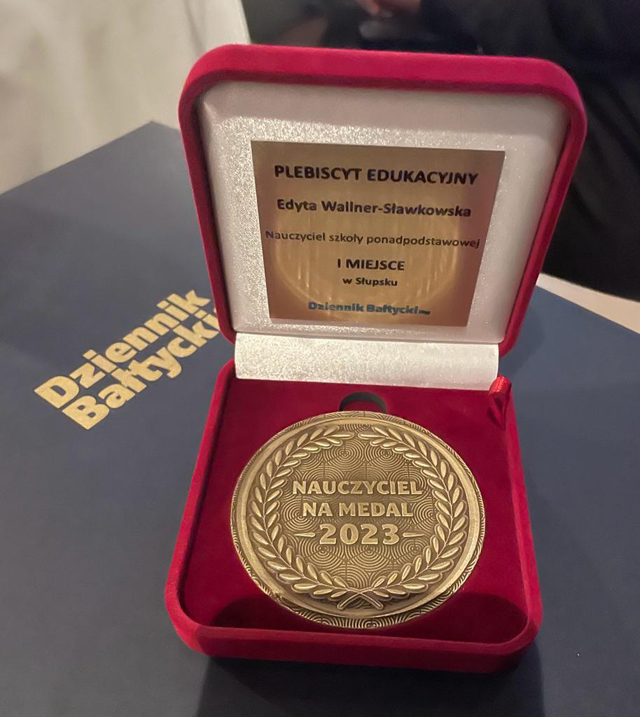 PLEBISCYT EDUKACYJNY
Edyta Wallner-Sławkowska
Nauczyciel szkoły ponadpodstawowej
I MIEJSCE
w Słupsku
Dziennik Bałtycki
Dziennik
Bałtycki
NAUCZYCIEL
NA MEDAL
2023